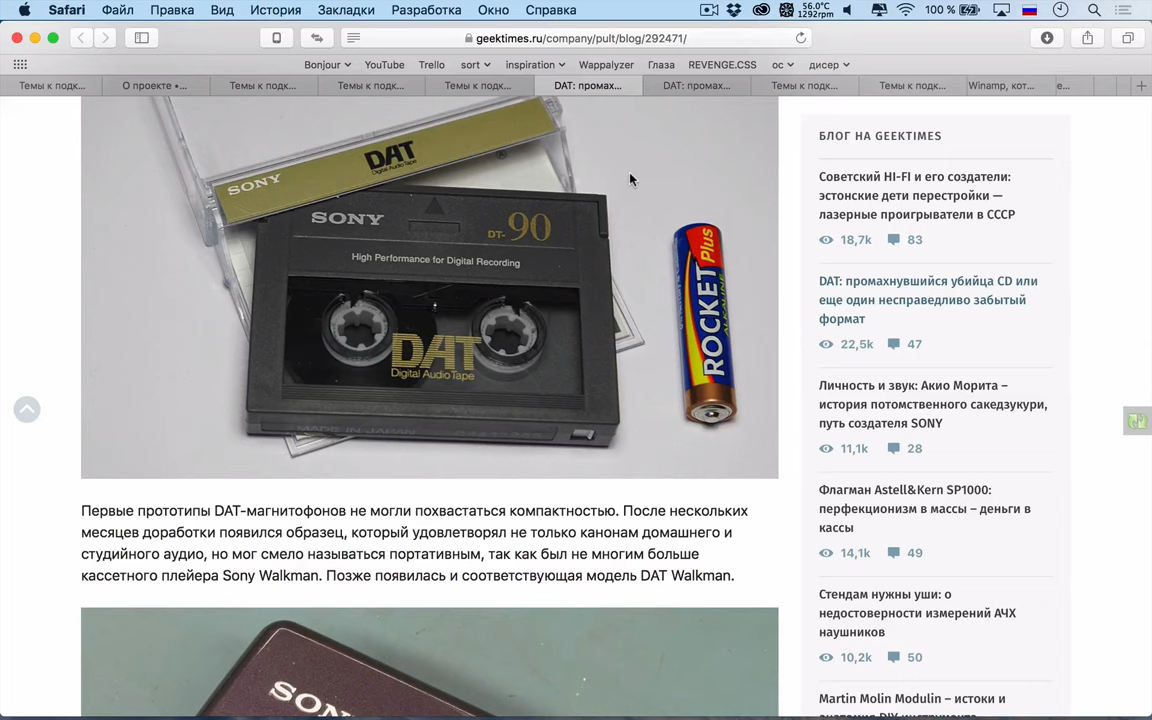 Safari Файл Правка Вид История Закладки Разработка Окно Справка 56.0°C 1292rpm 100 %
geektimes.ru/company/pult/blog/292471/
Bonjour YouTube Trello sort inspiration Wappalyzer Глаза REVENGE.CSS ос дисер
Темы к подк... О проекте •... Темы к подк... Темы к подк... Темы к подк... DAT: промах... DAT: промах... Темы к подк... Темы к подк... Winamp, кот... е...
SONY DAT
Digital Audio Tape
SONY DT-90
High Performance for Digital Recording
DAT
Digital Audio Tape
MADE IN JAPAN
ROCKET Plus
ALKALINE
Первые прототипы DAT-магнитофонов не могли похвастаться компактностью. После нескольких
месяцев доработки появился образец, который удовлетворял не только канонам домашнего и
студийного аудио, но мог смело называться портативным, так как был не многим больше
кассетного плейера Sony Walkman. Позже появилась и соответствующая модель DAT Walkman.
SONY
БЛОГ НА GEEKTIMES
Советский HI-FI и его создатели:
эстонские дети перестройки —
лазерные проигрыватели в СССР
18,7k 83
DAT: промахнувшийся убийца CD или
еще один несправедливо забытый
формат
22,5k 47
Личность и звук: Акио Морита –
история потомственного сакедзукури,
путь создателя SONY
11,1k 28
Флагман Astell&Kern SP1000:
перфекционизм в массы – деньги в
кассы
14,1k 49
Стендам нужны уши: о
недостоверности измерений АЧХ
наушников
10,2k 50
Martin Molin Modulin – истоки и